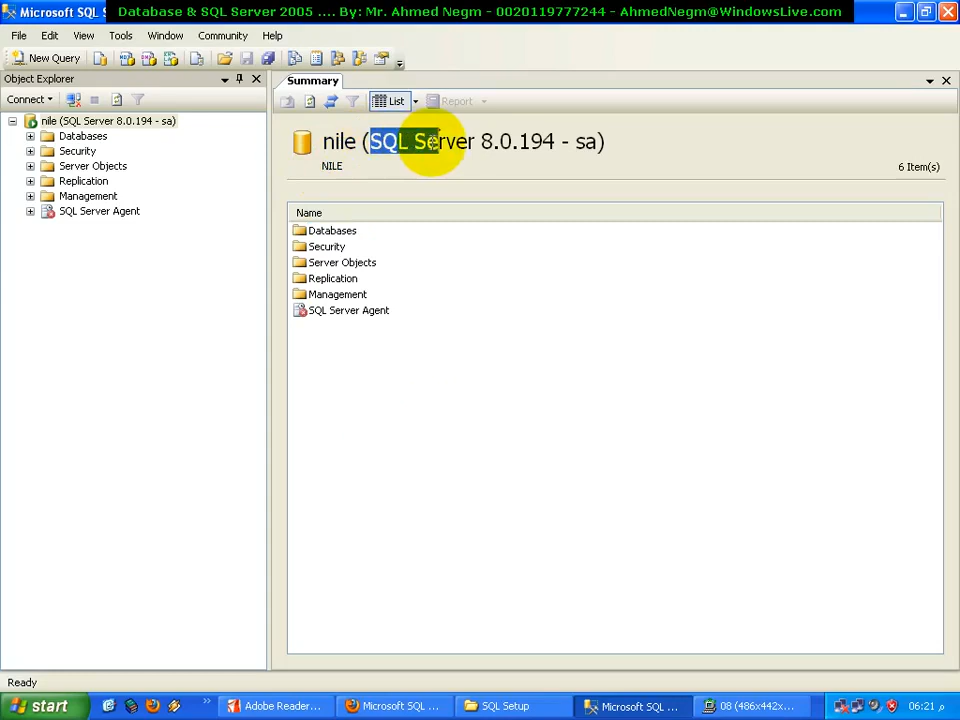 Microsoft SQL S
Database & SQL Server 2005 .... By: Mr. Ahmed Negm - 0020119777244 - AhmedNegm@WindowsLive.com
File Edit View Tools Window Community Help
New Query
Object Explorer
Summary
Connect
List
Report
nile (SQL Server 8.0.194 - sa)
Databases
Security
Server Objects
Replication
Management
SQL Server Agent
nile (SQL Server 8.0.194 - sa)
NILE
6 Item(s)
Name
Databases
Security
Server Objects
Replication
Management
SQL Server Agent
Ready
start
Adobe Reader...
Microsoft SQL ...
SQL Setup
Microsoft SQL ...
08 (486x442x...
06:21 م